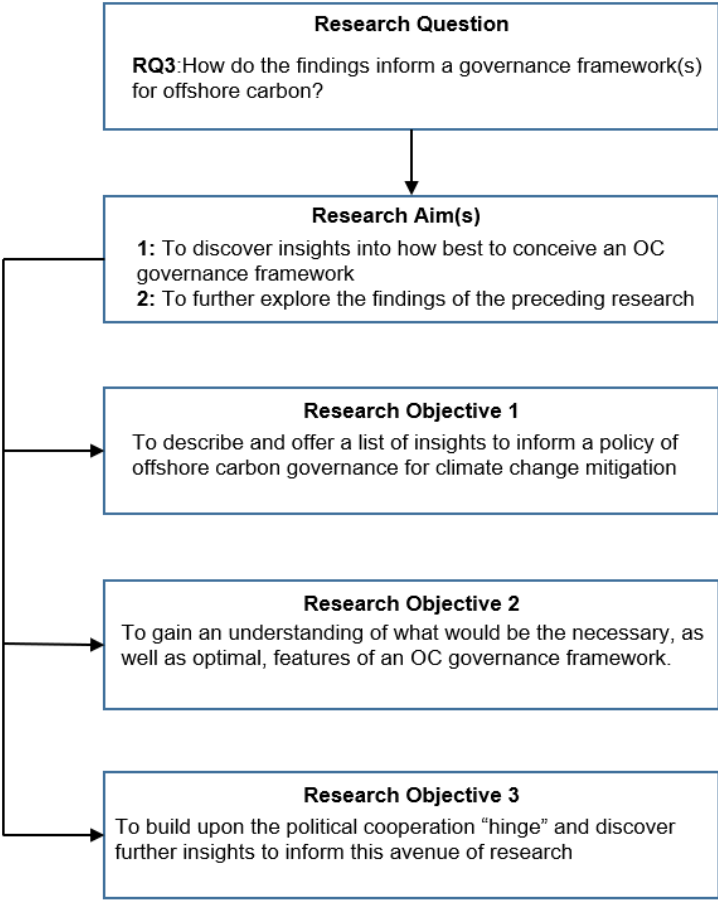 Research Question
RQ3:How do the findings inform a governance framework(s)
for offshore carbon?
Research Aim(s)
1: To discover insights into how best to conceive an OC
governance framework
2: To further explore the findings of the preceding research
Research Objective 1
To describe and offer a list of insights to inform a policy of
offshore carbon governance for climate change mitigation
Research Objective 2
To gain an understanding of what would be the necessary, as
well as optimal, features of an OC governance framework.
Research Objective 3
To build upon the political cooperation “hinge” and discover
further insights to inform this avenue of research